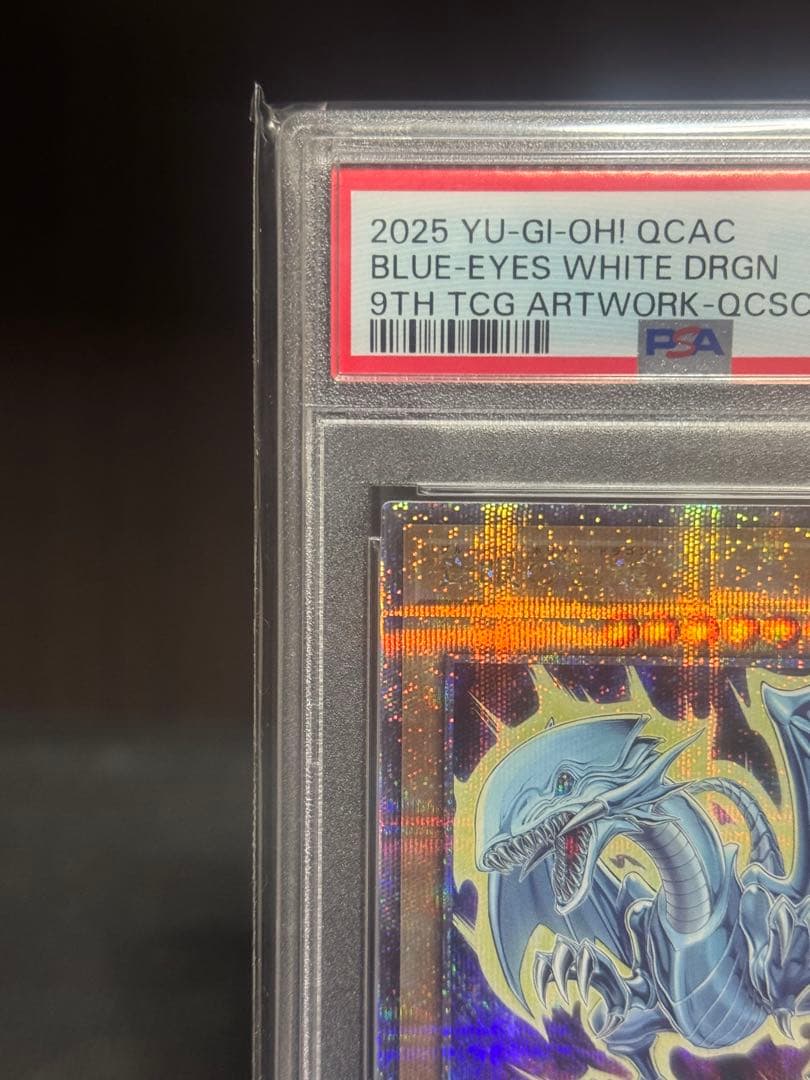 2025 YU-GI-OH! QCAC
BLUE-EYES WHITE DRGN
9TH TCG ARTWORK-QCSC
PSA